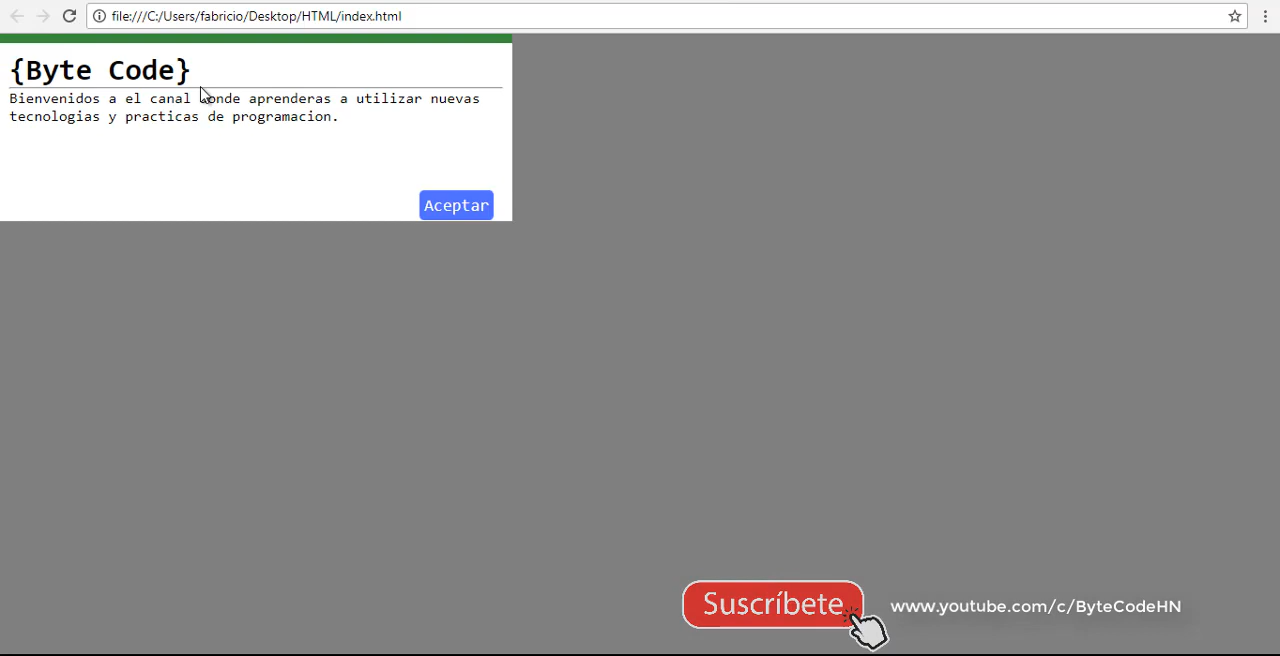 file:///C:/Users/fabricio/Desktop/HTML/index.html
{Byte Code}
Bienvenidos a el canal donde aprenderas a utilizar nuevas
tecnologias y practicas de programacion.
Aceptar
Suscríbete
www.youtube.com/c/ByteCodeHN